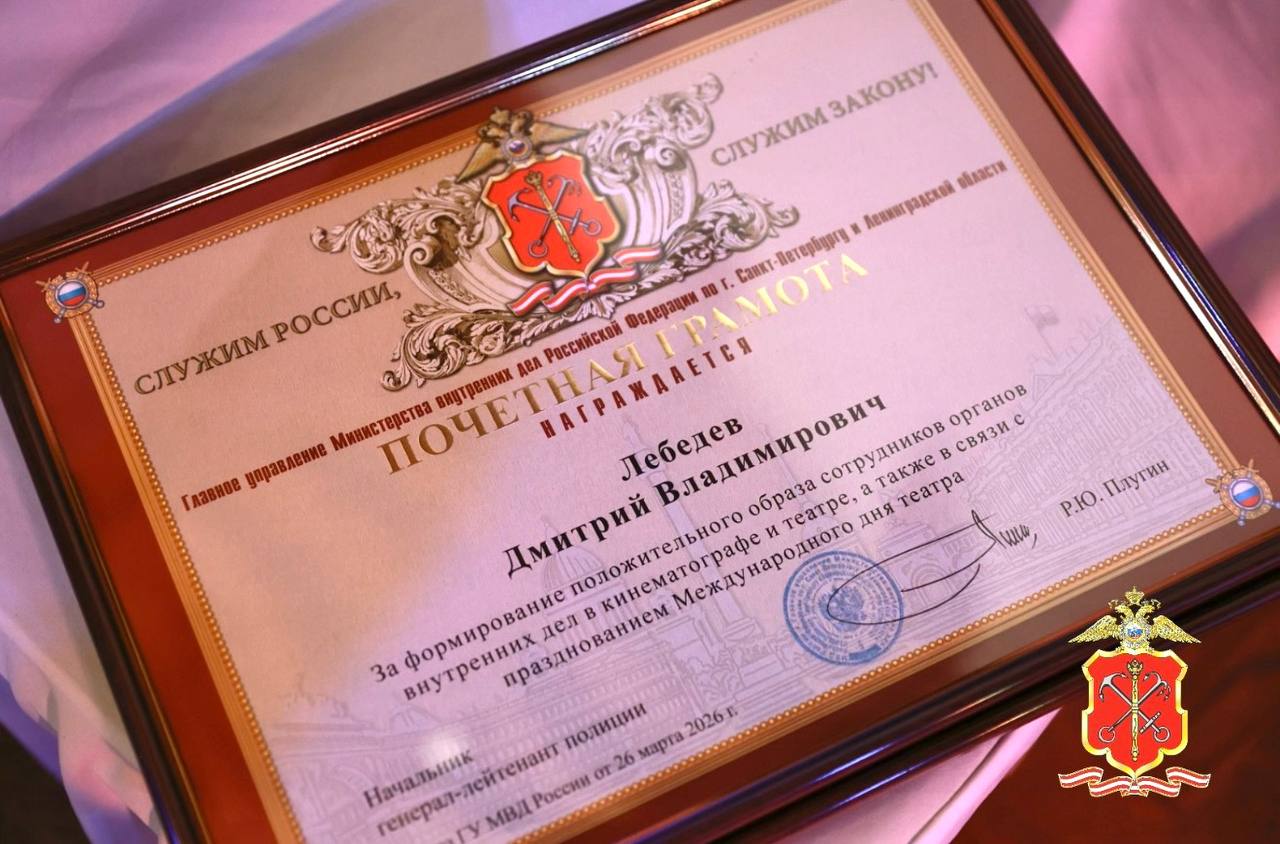 СЛУЖИМ РОССИИ, СЛУЖИМ ЗАКОНУ!
Главное управление Министерства внутренних дел Российской Федерации по г. Санкт-Петербургу и Ленинградской области
ПОЧЕТНАЯ ГРАМОТА
НАГРАЖДАЕТСЯ
Лебедев
Дмитрий Владимирович
За формирование положительного образа сотрудников органов
внутренних дел в кинематографе и театре, а также в связи с
празднованием Международного дня театра
Начальник
генерал-лейтенант полиции
Р.Ю. Плугин
ГУ МВД России от 26 марта 2026 г.